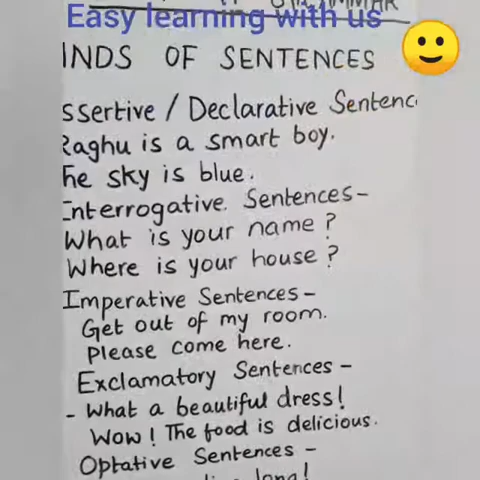 Easy learning with us
INDS OF SENTENCES
ssertive / Declarative Sentenc
Raghu is a smart boy.
he sky is blue.
Interrogative Sentences-
What is your name?
Where is your house?
Imperative Sentences-
Get out of my room.
Please come here.
Exclamatory Sentences-
- What a beautiful dress!
Wow! The food is delicious.
Optative Sentences-
long!